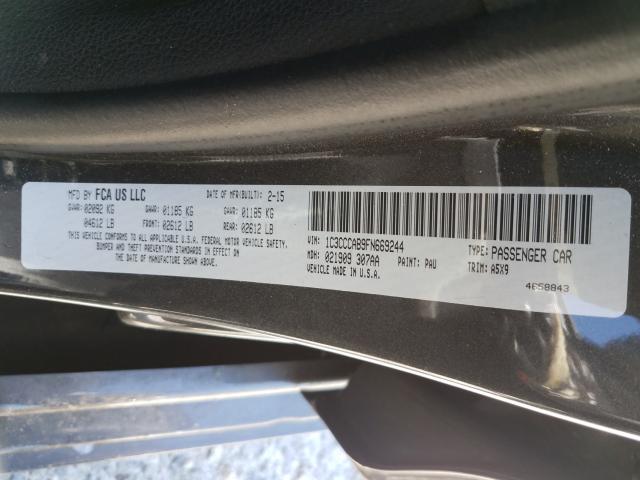 MFD BY FCA US LLC DATE OF MFR(BUILT): 2-15
GVWR: 02092 KG GAWR: 01185 KG GAWR: 01185 KG
04612 LB FRONT: 02612 LB REAR: 02612 LB
THIS VEHICLE CONFORMS TO ALL APPLICABLE U.S.A. FEDERAL MOTOR VEHICLE SAFETY,
BUMPER AND THEFT PREVENTION STANDARDS IN EFFECT ON
THE DATE OF MANUFACTURE SHOWN ABOVE.
VIN: 1C3CCCAB9FN669244
TYPE: PASSENGER CAR
MDH: 021909 307AA PAINT: PAU TRIM: A5X9
VEHICLE MADE IN U.S.A.
4658843